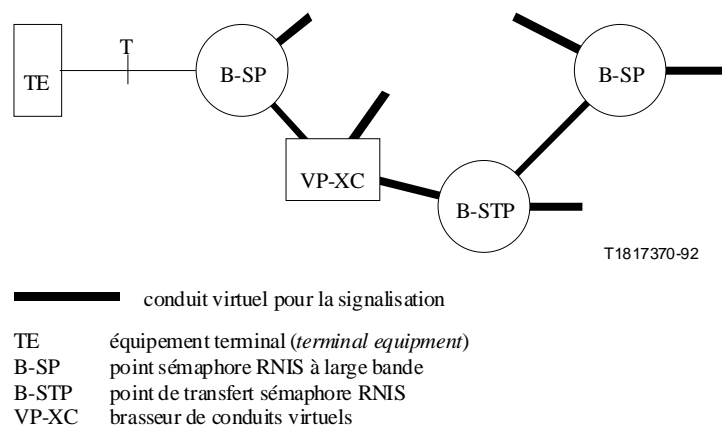 T
TE
B-SP
B-SP
VP-XC
B-STP
T1817370-92
conduit virtuel pour la signalisation
TE équipement terminal (terminal equipment)
B-SP point sémaphore RNIS à large bande
B-STP point de transfert sémaphore RNIS
VP-XC brasseur de conduits virtuels